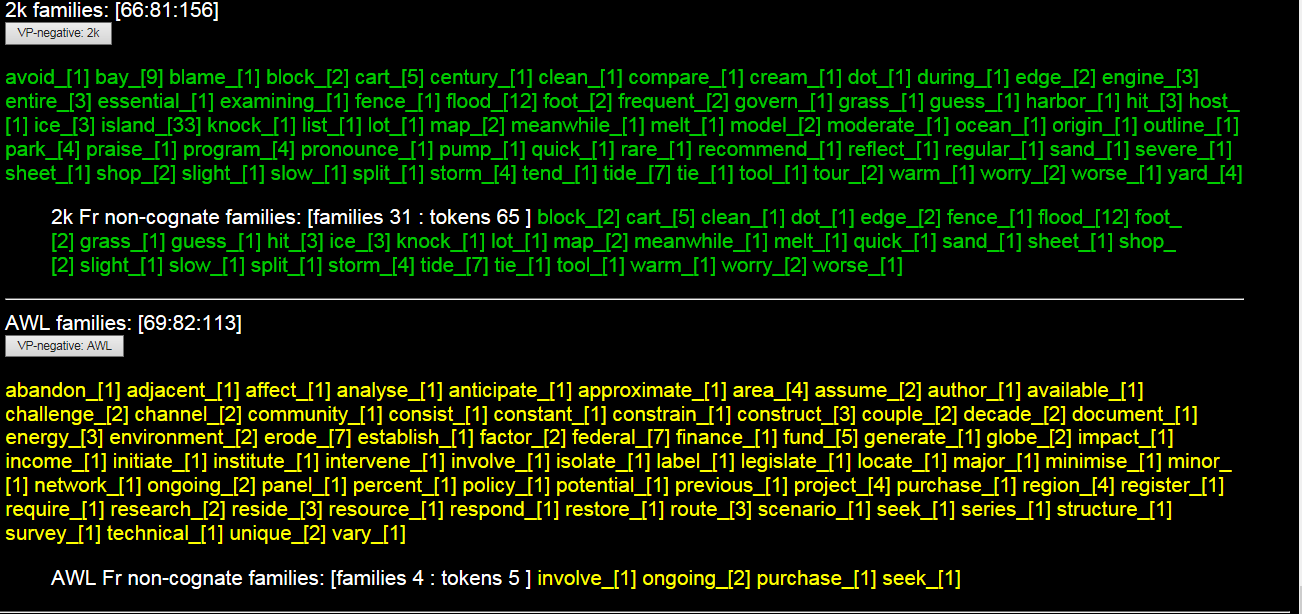 2k families: [66:81:156]
VP-negative: 2k
avoid_[1] bay_[9] blame_[1] block_[2] cart_[5] century_[1] clean_[1] compare_[1] cream_[1] dot_[1] during_[1] edge_[2] engine_[3]
entire_[3] essential_[1] examining_[1] fence_[1] flood_[12] foot_[2] frequent_[2] govern_[1] grass_[1] guess_[1] harbor_[1] hit_[3] host_
[1] ice_[3] island_[33] knock_[1] list_[1] lot_[1] map_[2] meanwhile_[1] melt_[1] model_[2] moderate_[1] ocean_[1] origin_[1] outline_[1]
park_[4] praise_[1] program_[4] pronounce_[1] pump_[1] quick_[1] rare_[1] recommend_[1] reflect_[1] regular_[1] sand_[1] severe_[1]
sheet_[1] shop_[2] slight_[1] slow_[1] split_[1] storm_[4] tend_[1] tide_[7] tie_[1] tool_[1] tour_[2] warm_[1] worry_[2] worse_[1] yard_[4]
2k Fr non-cognate families: [families 31 : tokens 65 ] block_[2] cart_[5] clean_[1] dot_[1] edge_[2] fence_[1] flood_[12] foot_
[2] grass_[1] guess_[1] hit_[3] ice_[3] knock_[1] lot_[1] map_[2] meanwhile_[1] melt_[1] quick_[1] sand_[1] sheet_[1] shop_
[2] slight_[1] slow_[1] split_[1] storm_[4] tide_[7] tie_[1] tool_[1] warm_[1] worry_[2] worse_[1]
AWL families: [69:82:113]
VP-negative: AWL
abandon_[1] adjacent_[1] affect_[1] analyse_[1] anticipate_[1] approximate_[1] area_[4] assume_[2] author_[1] available_[1]
challenge_[2] channel_[2] community_[1] consist_[1] constant_[1] constrain_[1] construct_[3] couple_[2] decade_[2] document_[1]
energy_[3] environment_[2] erode_[7] establish_[1] factor_[2] federal_[7] finance_[1] fund_[5] generate_[1] globe_[2] impact_[1]
income_[1] initiate_[1] institute_[1] intervene_[1] involve_[1] isolate_[1] label_[1] legislate_[1] locate_[1] major_[1] minimise_[1] minor_
[1] network_[1] ongoing_[2] panel_[1] percent_[1] policy_[1] potential_[1] previous_[1] project_[4] purchase_[1] region_[4] register_[1]
require_[1] research_[2] reside_[3] resource_[1] respond_[1] restore_[1] route_[3] scenario_[1] seek_[1] series_[1] structure_[1]
survey_[1] technical_[1] unique_[2] vary_[1]
AWL Fr non-cognate families: [families 4 : tokens 5 ] involve_[1] ongoing_[2] purchase_[1] seek_[1]